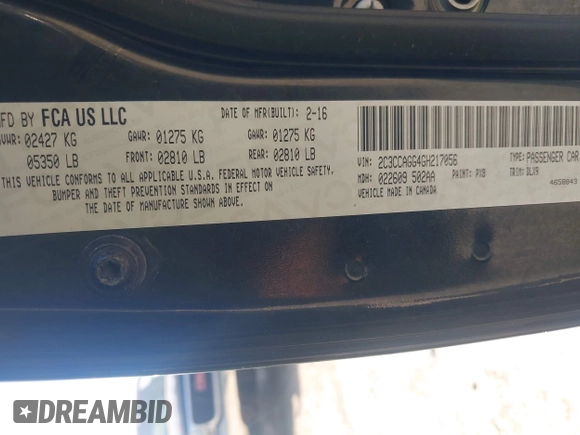 MFD BY FCA US LLC
DATE OF MFR(BUILT): 2-16
GVWR: 02427 KG GAWR: 01275 KG GAWR: 01275 KG
05350 LB FRONT: 02810 LB REAR: 02810 LB
THIS VEHICLE CONFORMS TO ALL APPLICABLE U.S.A. FEDERAL MOTOR VEHICLE SAFETY,
BUMPER AND THEFT PREVENTION STANDARDS IN EFFECT ON
THE DATE OF MANUFACTURE SHOWN ABOVE.
VIN: 2C3CCAGG4GH217056 TYPE: PASSENGER CAR
MDH: 022609 502AA PAINT: PX8 TRIM: DLX9
VEHICLE MADE IN CANADA 4658843
DREAMBID